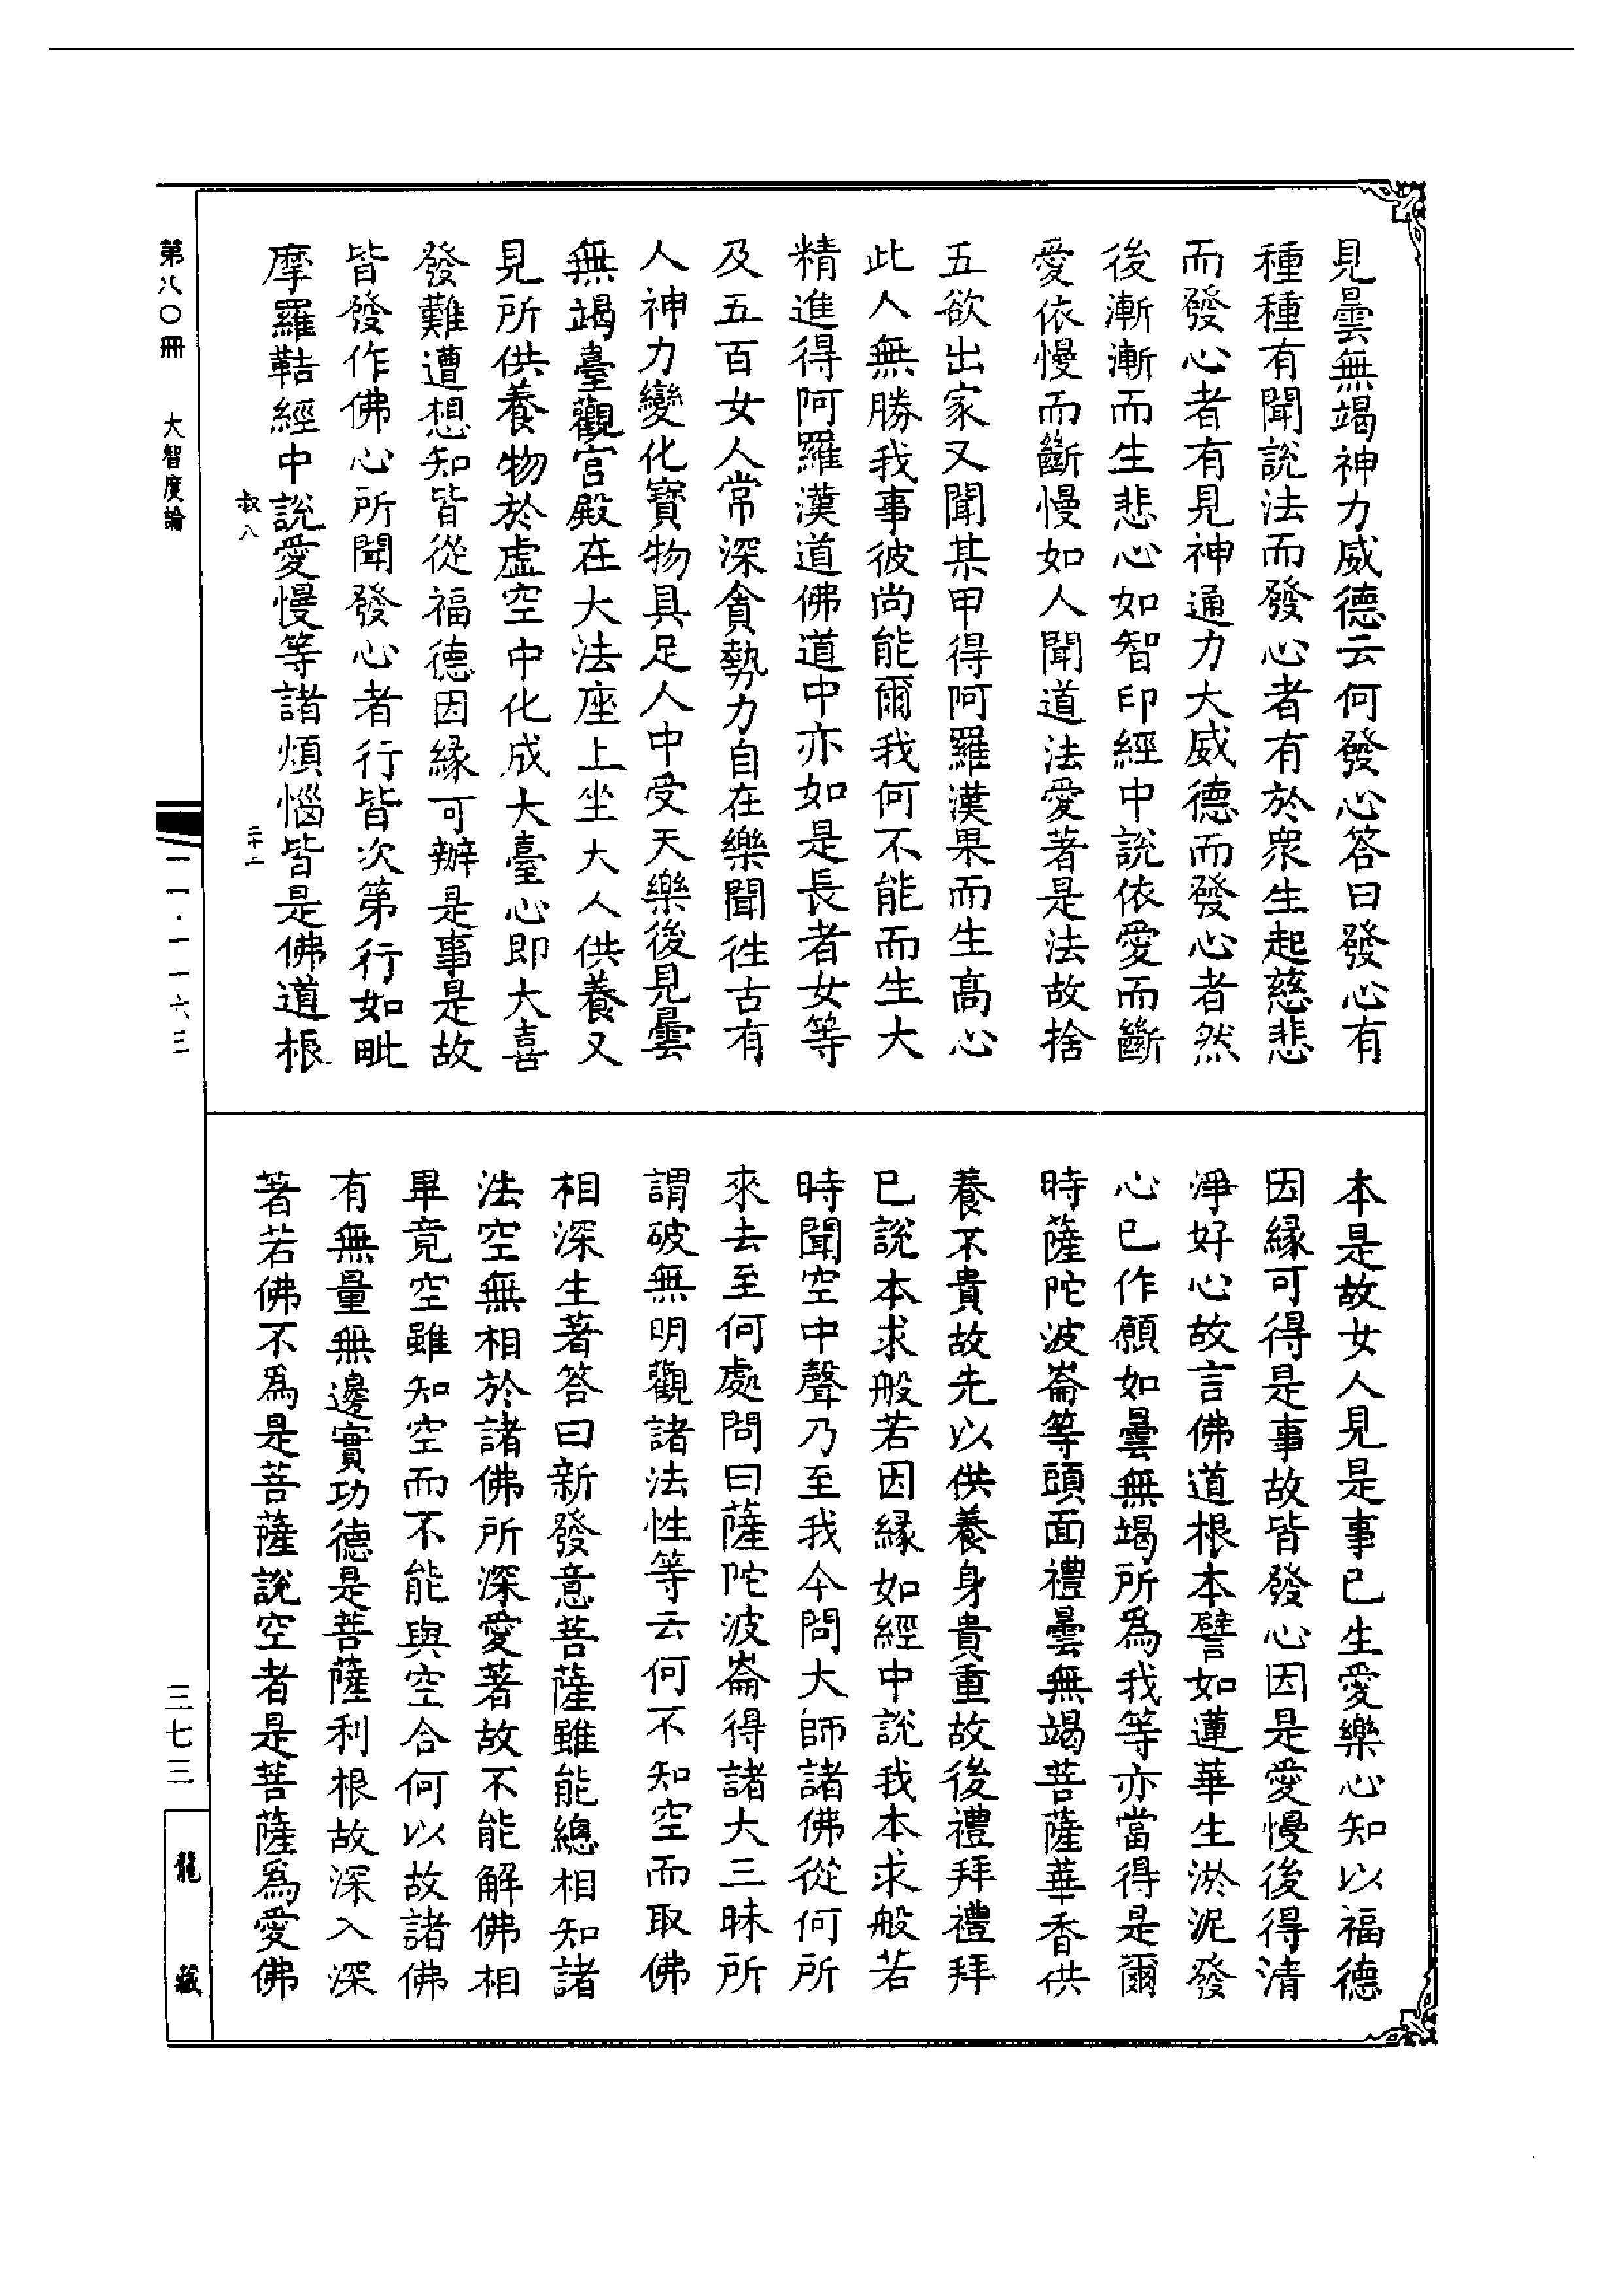 見曇無竭神力威德云何發心答曰發心有
種種有聞說法而發心者有於衆生起慈悲
而發心者有見神通力大威德而發心者然
後漸漸而生悲心如智印經中說依愛而斷
愛依慢而斷慢如人聞道法愛著是法故捨
五欲出家又聞某甲得阿羅漢果而生高心
此人無勝我事彼尚能爾我何不能而生大
精進得阿羅漢道佛道中亦如是長者女等
及五百女人常深貪勢力自在樂聞往古有
人神力變化寶物具足人中受天樂後見曇
無竭臺觀宮殿在大法座上坐大人供養又
見所供養物於虛空中化成大臺心即大喜
發難遭想知皆從福德因緣可辦是事是故
皆發作佛心所聞發心者行皆次第行如毗
摩羅鞊經中說愛慢等諸煩惱皆是佛道根
本是故女人見是事已生愛樂心知以福德
因緣可得是事故皆發心因是愛慢後得清
淨好心故言佛道根本譬如蓮華生淤泥發
心已作願如曇無竭所爲我等亦當得是爾
時薩陀波崙等頭面禮曇無竭菩薩華香供
養不貴故先以供養身貴重故後禮拜禮拜
已說本求般若因緣如經中說我本求般若
時聞空中聲乃至我今問大師諸佛從何所
來去至何處問曰薩陀波崙得諸大三昧所
謂破無明觀諸法性等云何不知空而取佛
相深生著答曰新發意菩薩雖能總相知諸
法空無相於諸佛所深愛著故不能解佛相
畢竟空雖知空而不能與空合何以故諸佛
有無量無邊實功德是菩薩利根故深入深
著若佛不爲是菩薩說空者是菩薩爲愛佛
第八〇冊 大智度論
叔八
二十二
一一·一一六三
三七三
龍藏